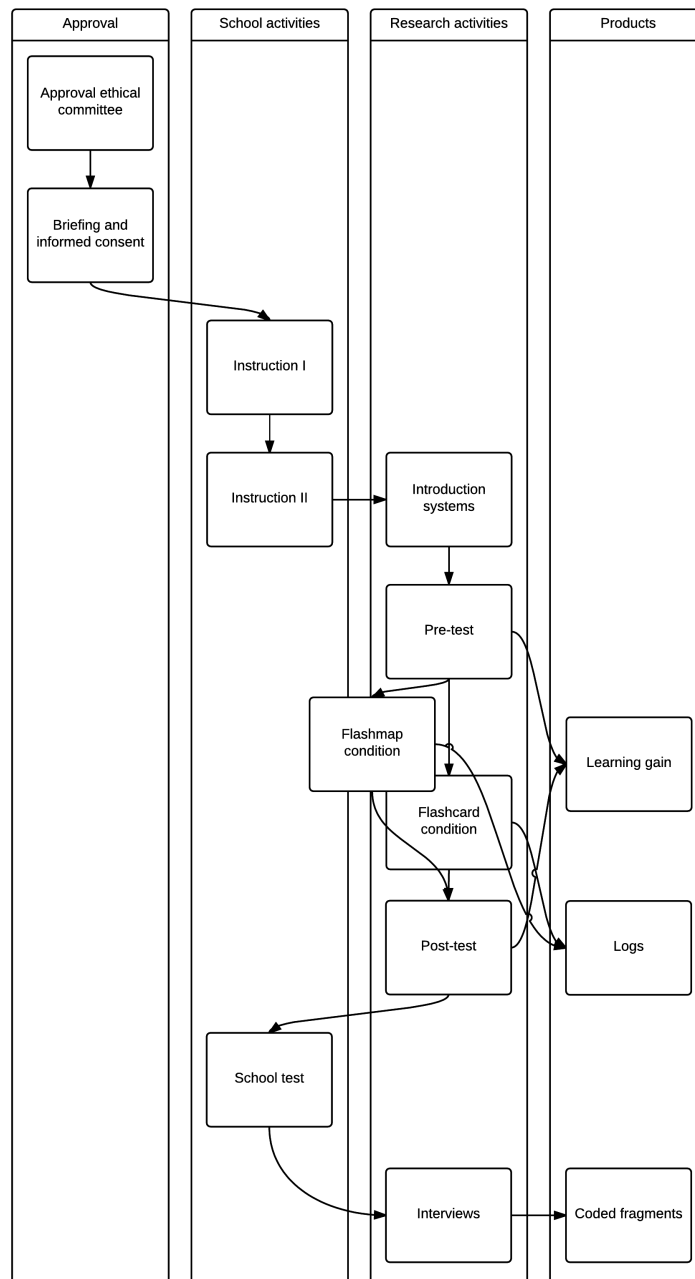 Approval
School activities
Research activities
Products
Approval ethical
committee
Briefing and
informed consent
Instruction I
Instruction II
Introduction
systems
Pre-test
Flashmap
condition
Learning gain
Flashcard
condition
Post-test
Logs
School test
Interviews
Coded fragments